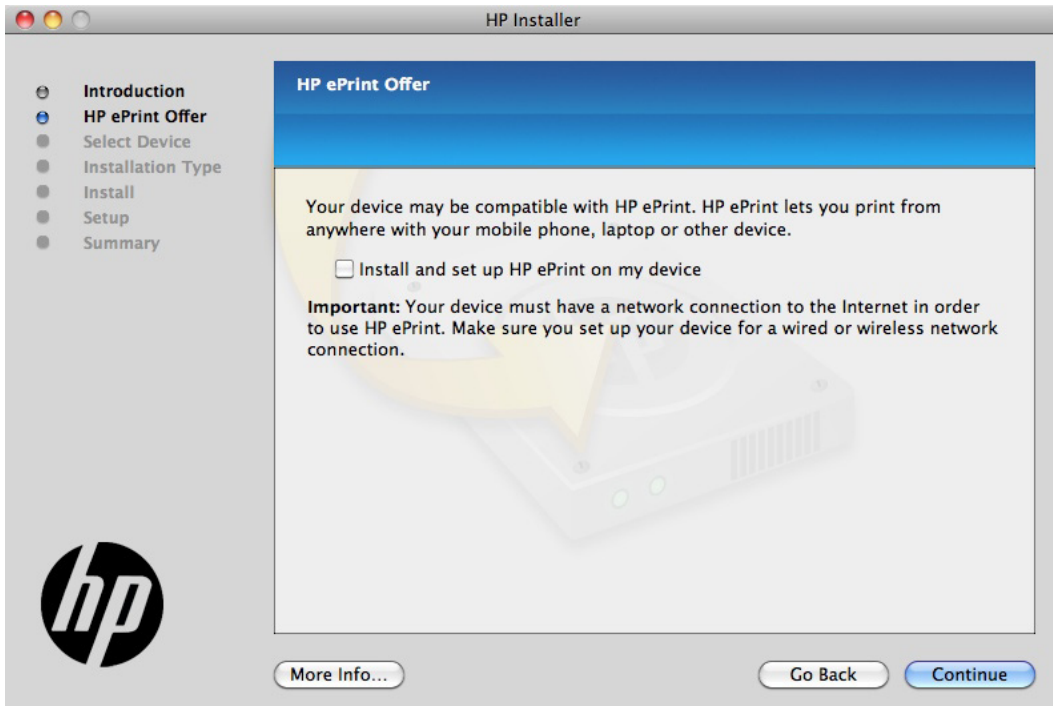 HP Installer
Introduction
HP ePrint Offer
Select Device
Installation Type
Install
Setup
Summary
HP ePrint Offer
Your device may be compatible with HP ePrint. HP ePrint lets you print from
anywhere with your mobile phone, laptop or other device.
Install and set up HP ePrint on my device
Important: Your device must have a network connection to the Internet in order
to use HP ePrint. Make sure you set up your device for a wired or wireless network
connection.
hp
More Info...
Go Back
Continue